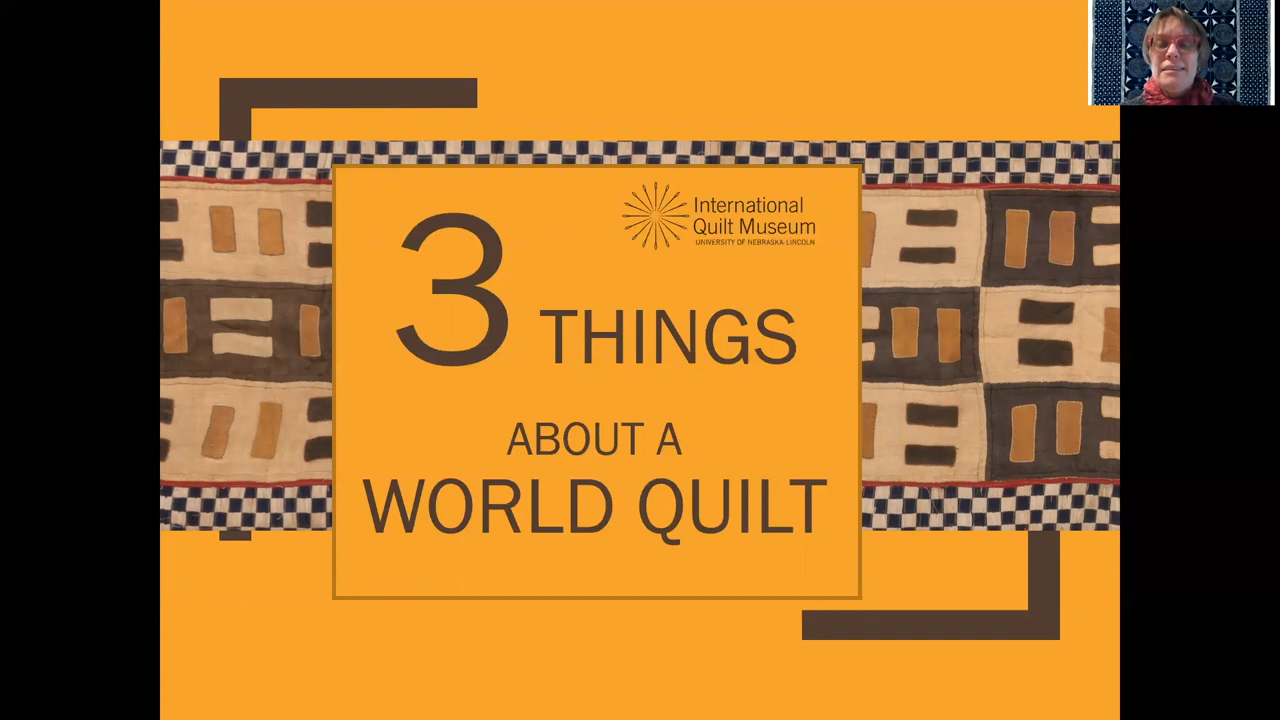 International
Quilt Museum
UNIVERSITY OF NEBRASKA-LINCOLN
3 THINGS
ABOUT A
WORLD QUILT